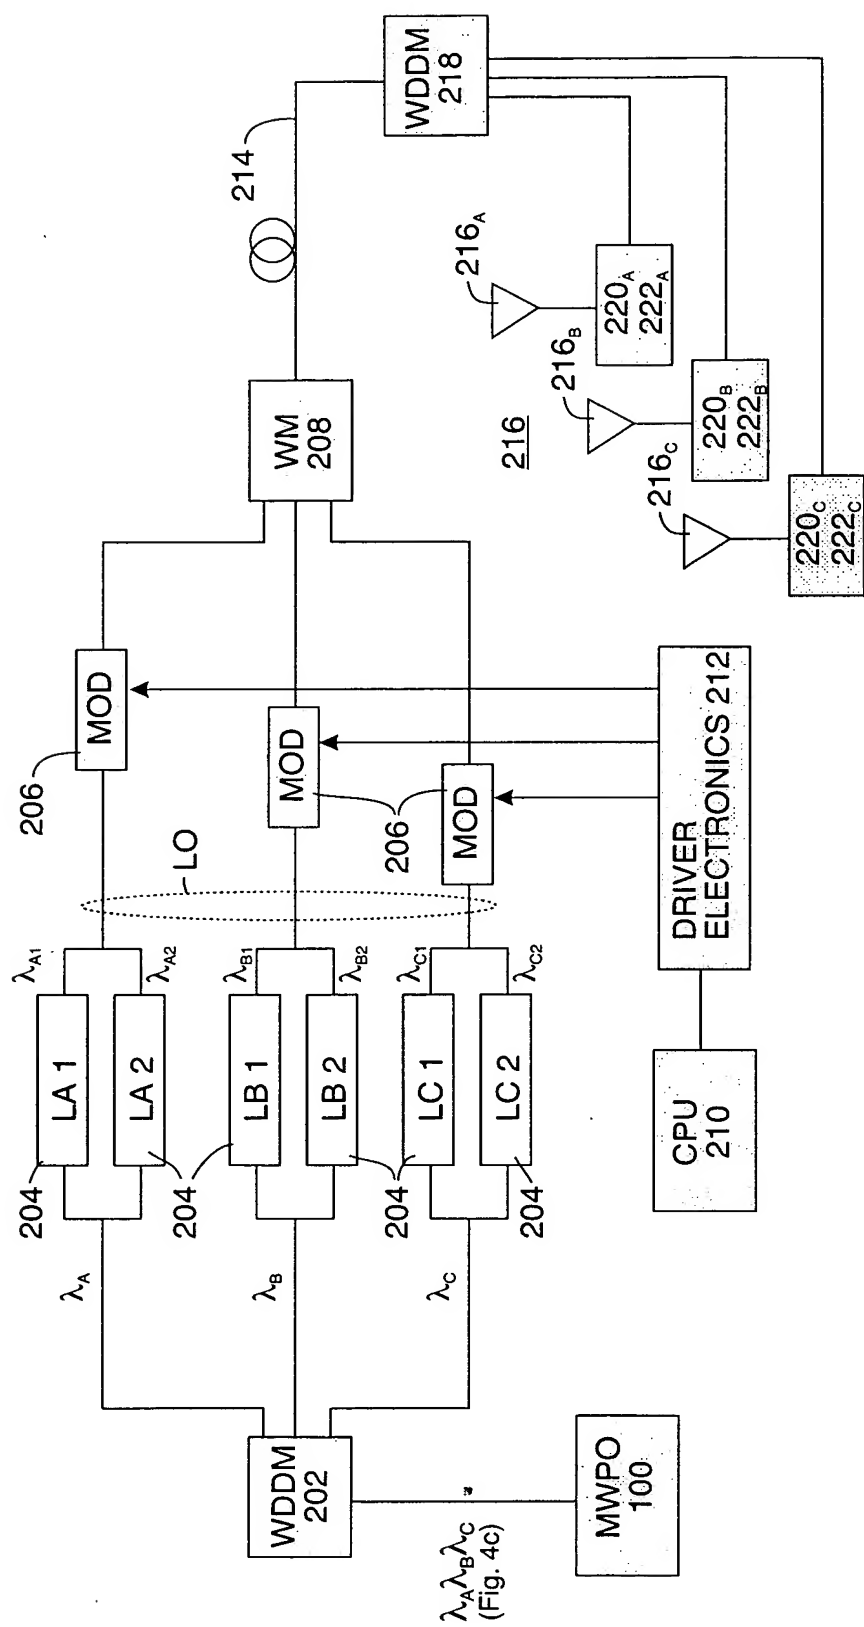 MWPO
100
λAλBλC
(Fig. 4c)
WDDM
202
λA
λB
λC
204
LA 1
LA 2
204
LB 1
LB 2
204
LC 1
LC 2
204
λA1
λA2
λB1
λB2
λC1
λC2
LO
206
MOD
MOD
206
MOD
CPU
210
DRIVER
ELECTRONICS 212
WM
208
214
WDDM
218
216
216A
220A
222A
216B
220B
222B
216C
220C
222C